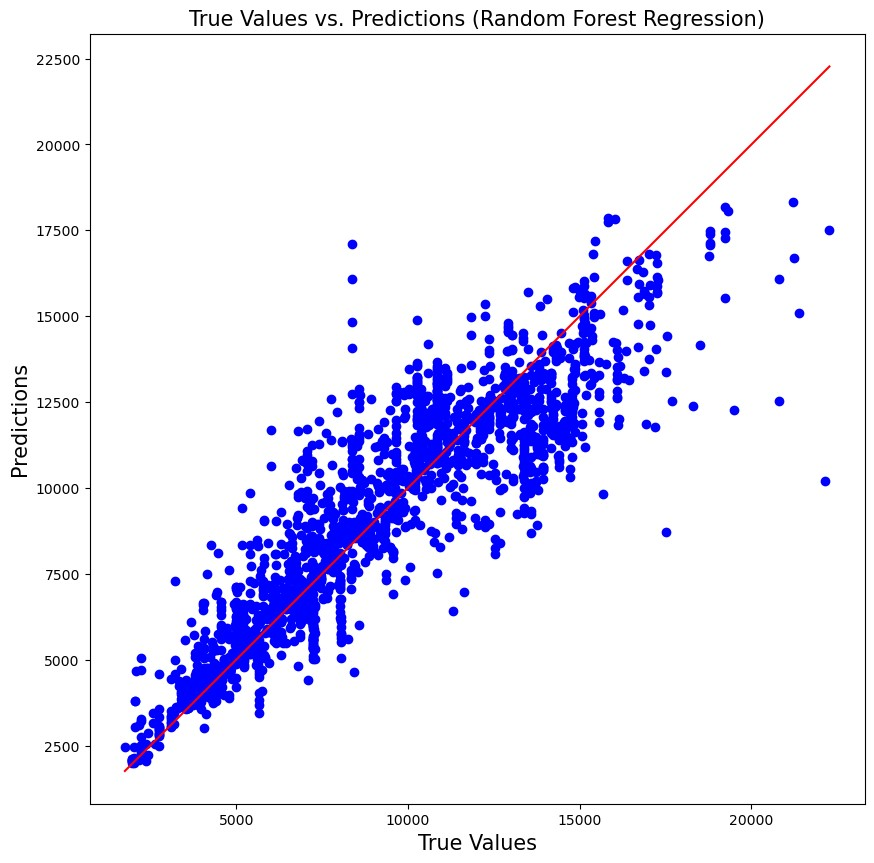 True Values vs. Predictions (Random Forest Regression)
22500
20000
17500
15000
12500
10000
7500
5000
2500
Predictions
5000 10000 15000 20000
True Values